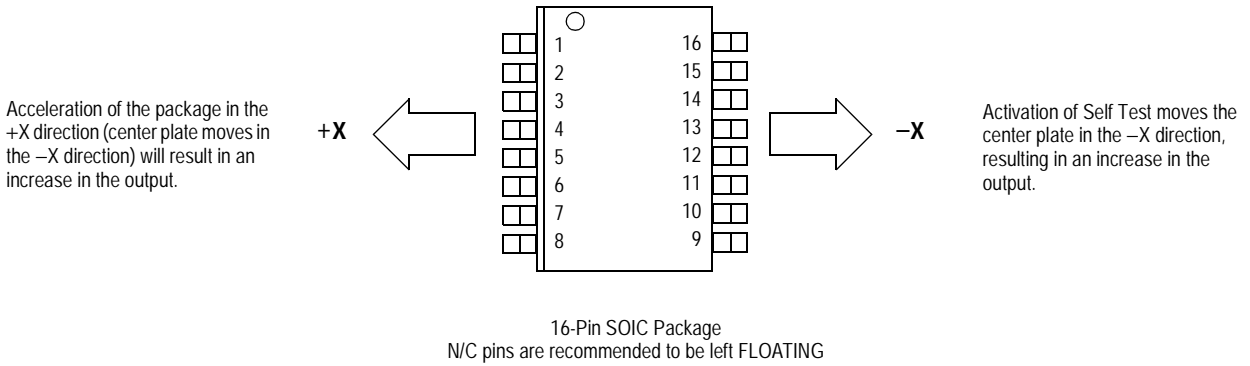 Acceleration of the package in the
+X direction (center plate moves in
the –X direction) will result in an
increase in the output.
+X
1 16
2 15
3 14
4 13
5 12
6 11
7 10
8 9
–X
Activation of Self Test moves the
center plate in the –X direction,
resulting in an increase in the
output.
16-Pin SOIC Package
N/C pins are recommended to be left FLOATING